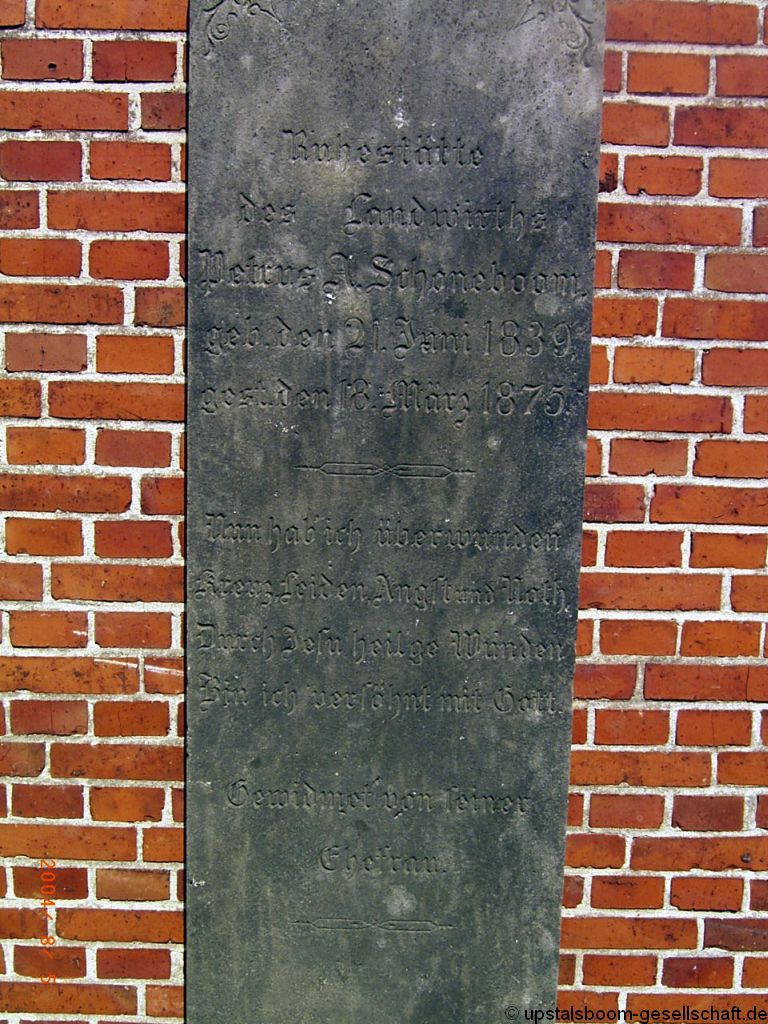 Ruhestätte
des Landwirths
Petrus A. Schoneboom,
geb. den 21. Juni 1839,
gest. den 18. März 1875.
Nun hab' ich überwunden
Kreuz, Leiden, Angst und Noth,
Durch Jesu heil'ge Wunden
Bin ich versöhnt mit Gott.
Gewidmet von seiner
Ehefrau.
2004/ 8/ 5
© upstalsboom-gesellschaft.de